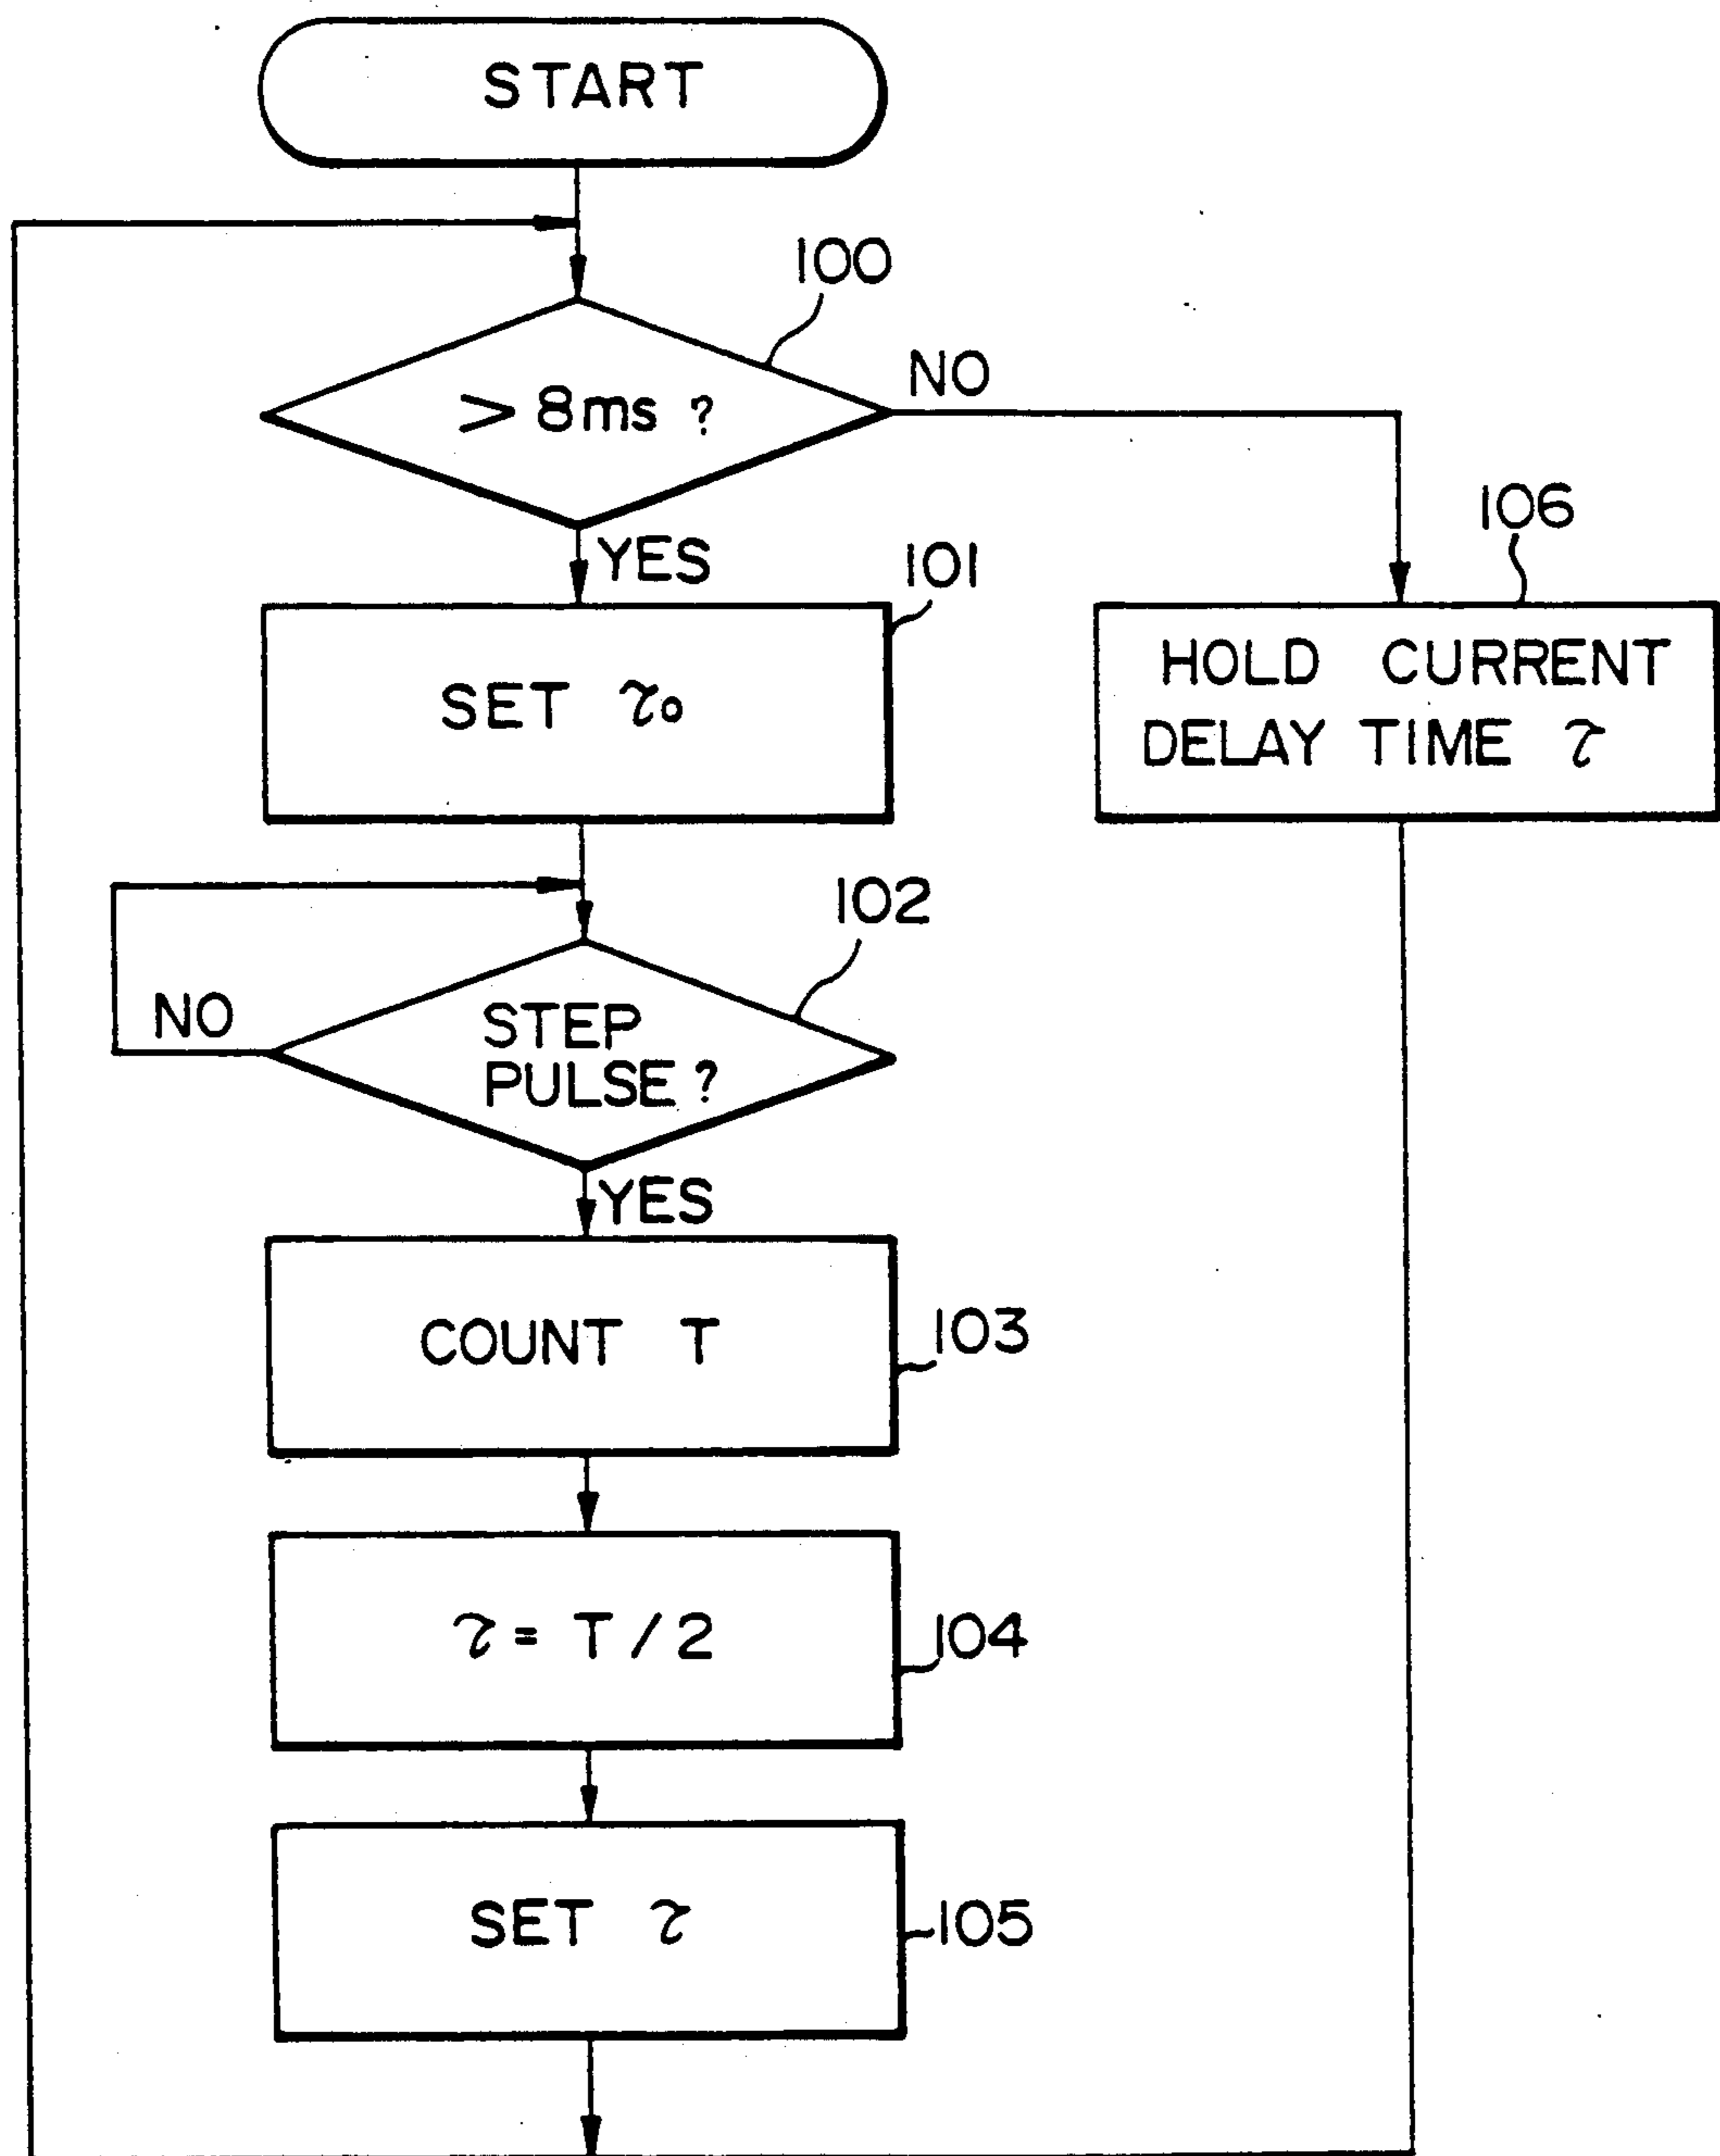 START
100
> 8ms ?
NO
YES
101
106
SET τ₀
HOLD CURRENT
DELAY TIME τ
102
NO
STEP
PULSE ?
YES
COUNT T
103
τ = T / 2
104
SET τ
105